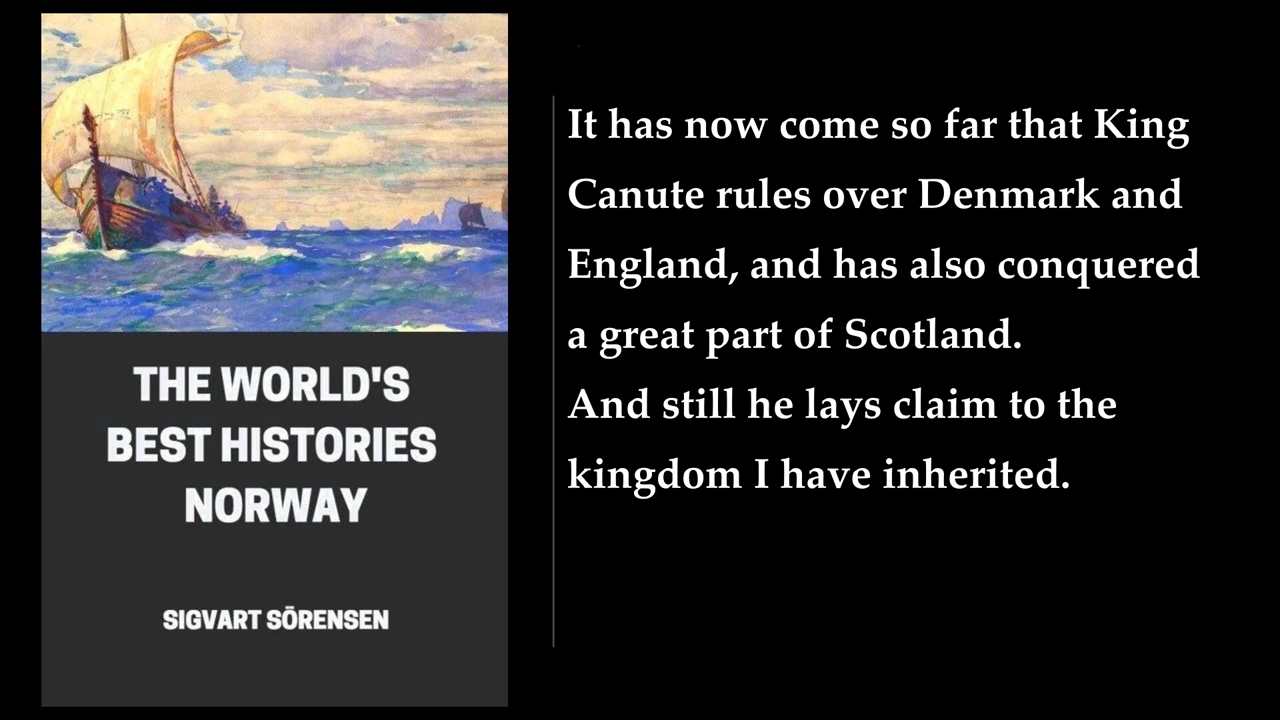 THE WORLD'S
BEST HISTORIES
NORWAY
SIGVART SÖRENSEN
It has now come so far that King
Canute rules over Denmark and
England, and has also conquered
a great part of Scotland.
And still he lays claim to the
kingdom I have inherited.